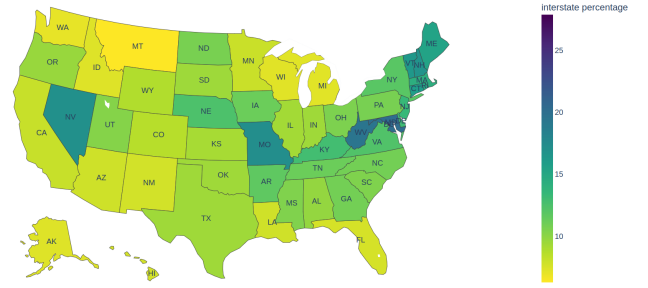 interstate percentage
WA
MT
ND
MN
ME
OR
ID
SD
WI
MI
VT
NH
NY
MA
CT
RI
WY
NE
IA
PA
NJ
NV
UT
CO
IL
IN
OH
WV
VA
CA
KS
MO
KY
AZ
NM
OK
AR
TN
NC
SC
TX
MS
AL
GA
LA
FL
AK
HI
25
20
15
10